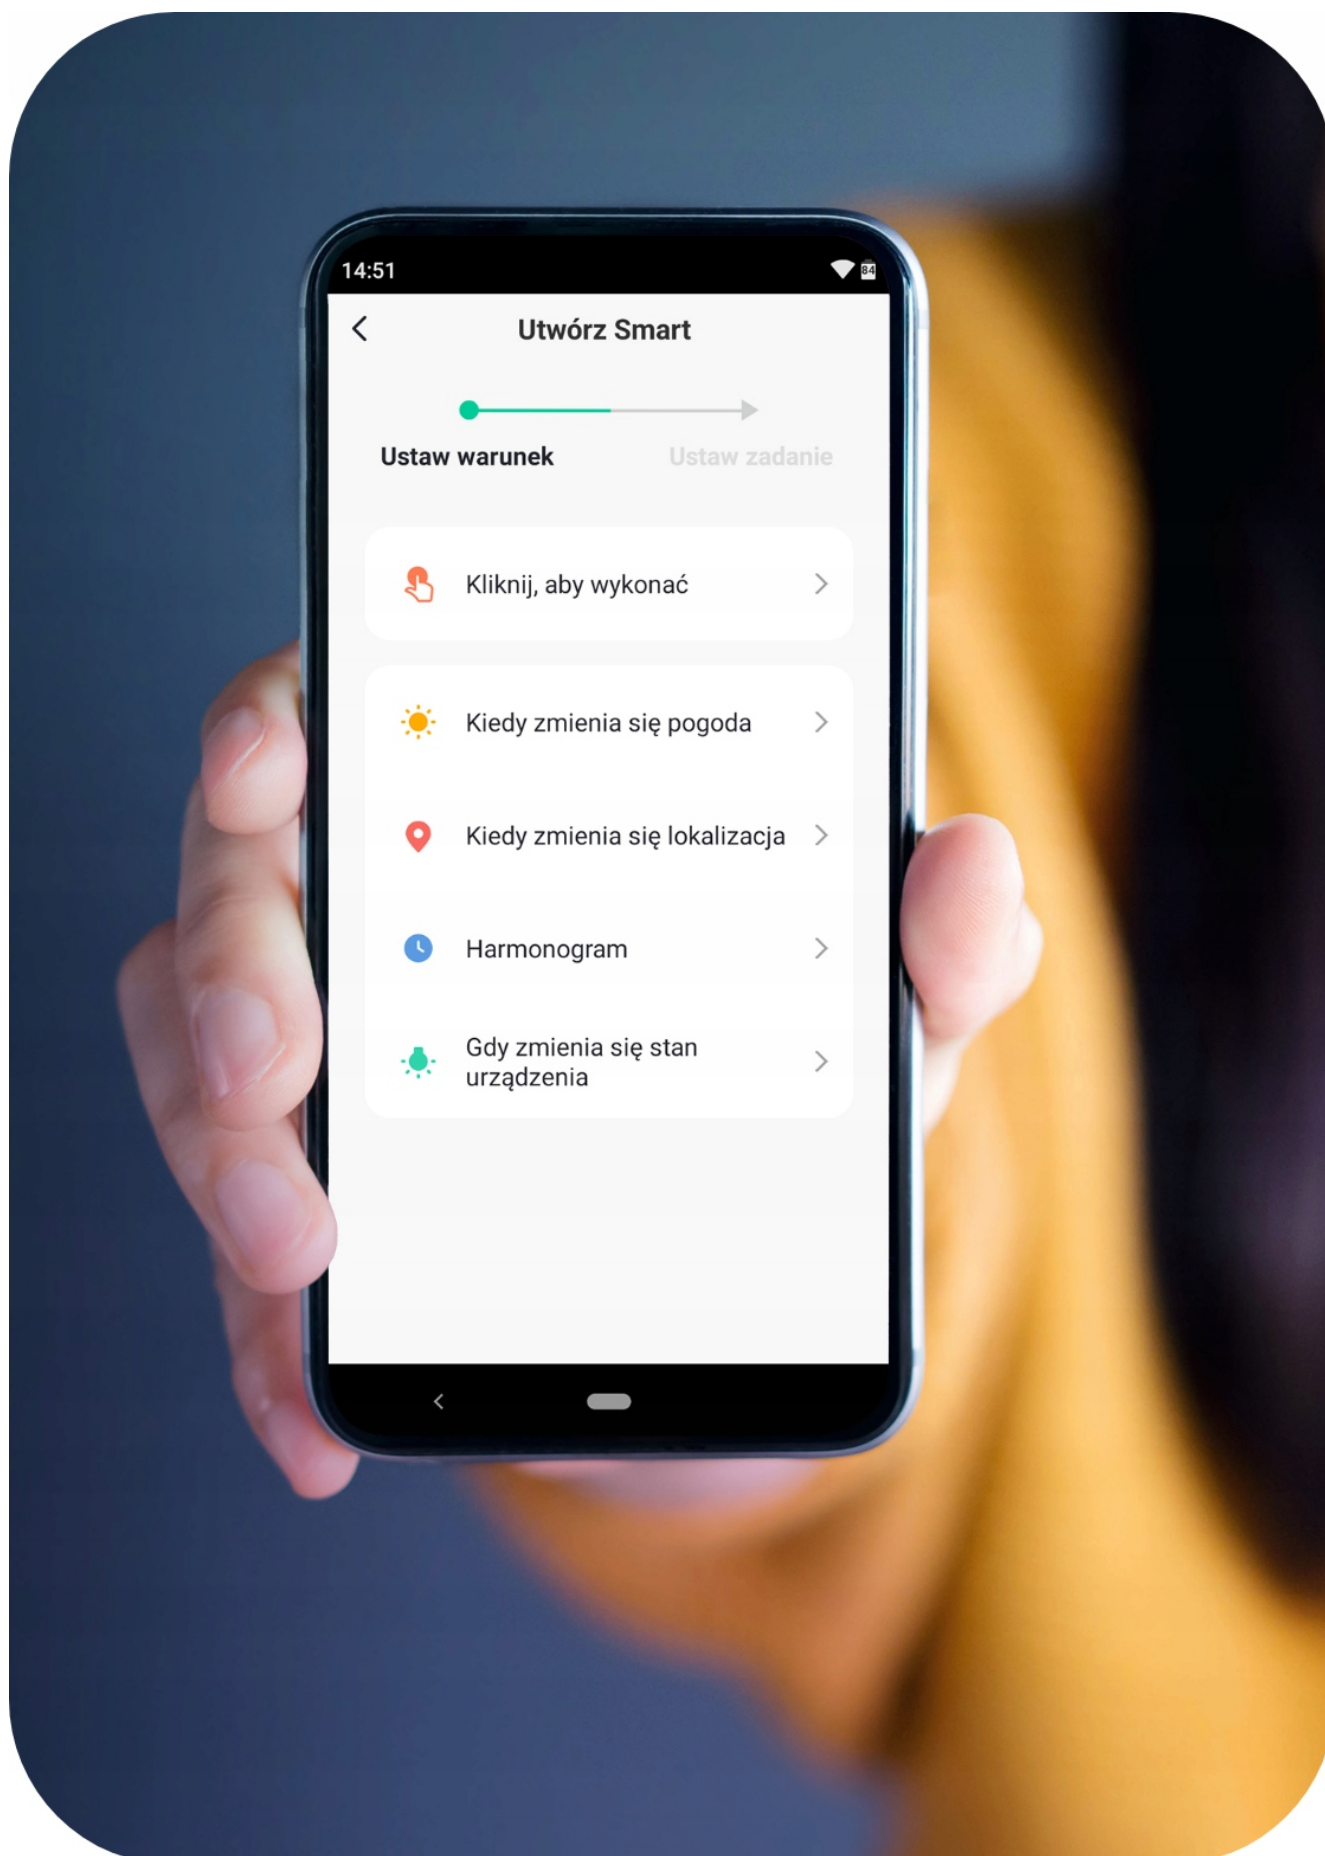 14:51
84
Utwórz Smart
Ustaw warunek
Ustaw zadanie
Kliknij, aby wykonać
Kiedy zmienia się pogoda
Kiedy zmienia się lokalizacja
Harmonogram
Gdy zmienia się stan
urządzenia